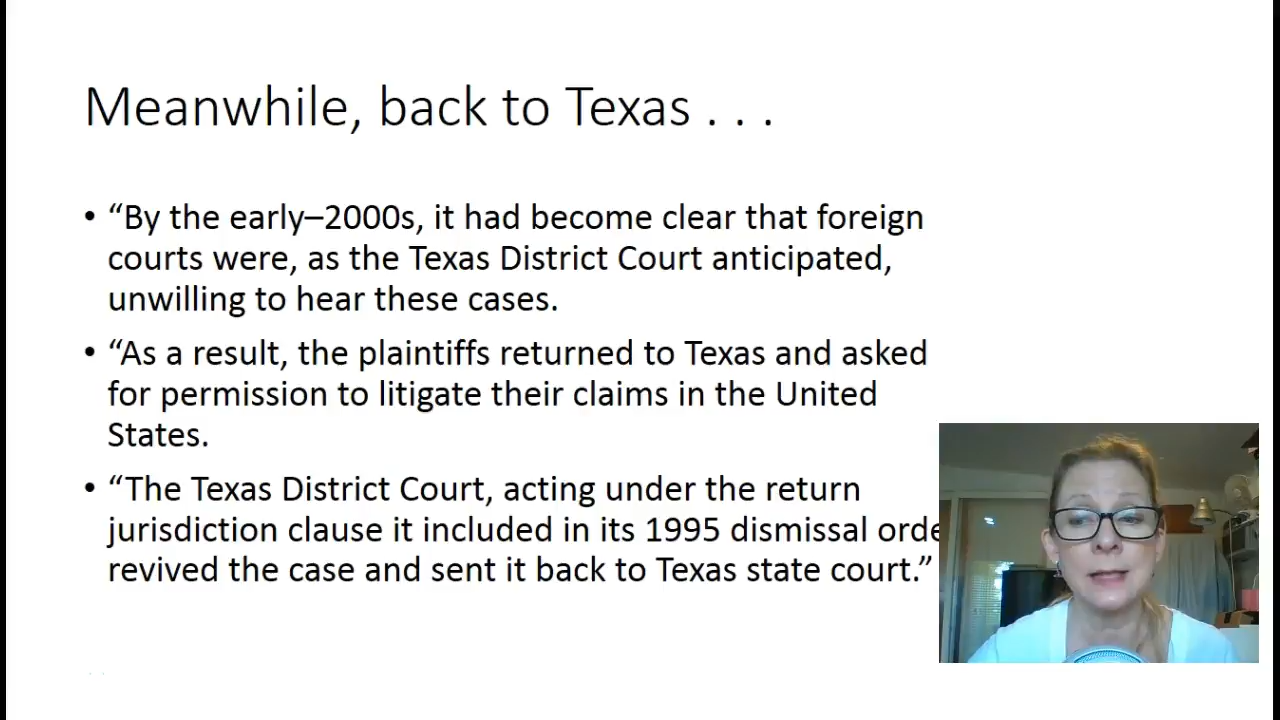 Meanwhile, back to Texas . . .
• “By the early–2000s, it had become clear that foreign
courts were, as the Texas District Court anticipated,
unwilling to hear these cases.
• “As a result, the plaintiffs returned to Texas and asked
for permission to litigate their claims in the United
States.
• “The Texas District Court, acting under the return
jurisdiction clause it included in its 1995 dismissal orde
revived the case and sent it back to Texas state court.”